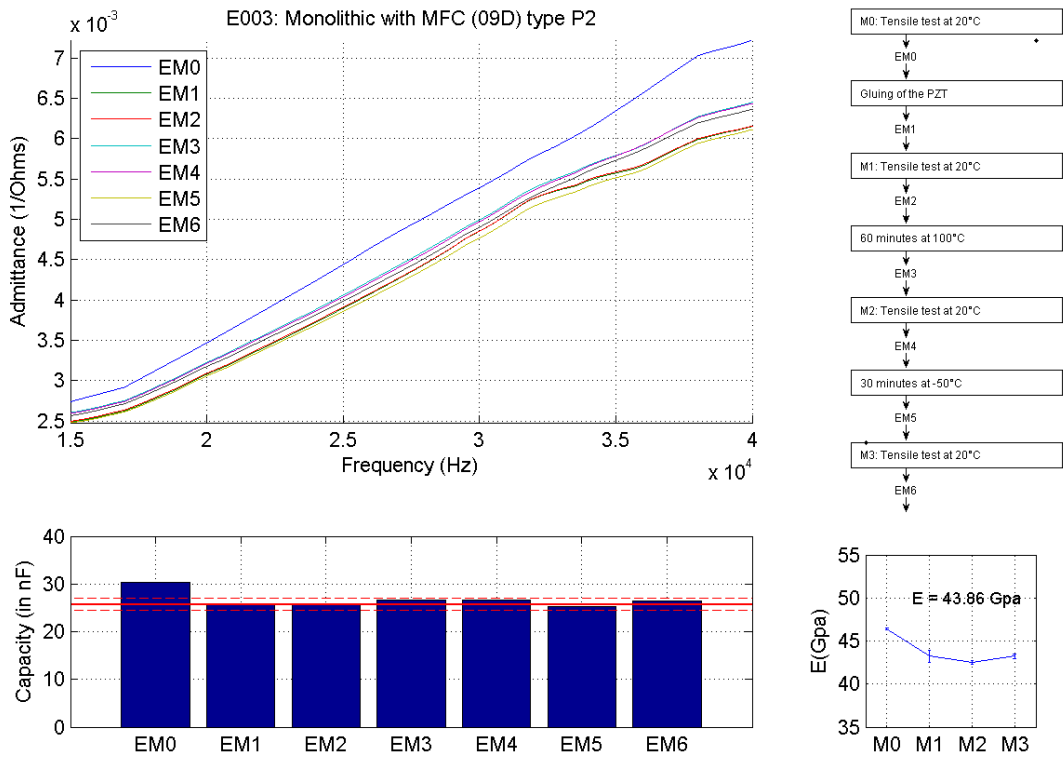 E003: Monolithic with MFC (09D) type P2
x 10^-3
7
6.5
6
5.5
5
4.5
4
3.5
3
2.5
Admittance (1/Ohms)
EM0
EM1
EM2
EM3
EM4
EM5
EM6
1.5
2
2.5
3
3.5
4
Frequency (Hz)
x 10^4
M0: Tensile test at 20°C
EM0
Gluing of the PZT
EM1
M1: Tensile test at 20°C
EM2
60 minutes at 100°C
EM3
M2: Tensile test at 20°C
EM4
30 minutes at -50°C
EM5
M3: Tensile test at 20°C
EM6
40
30
20
10
0
Capacity (in nF)
EM0 EM1 EM2 EM3 EM4 EM5 EM6
55
50
45
40
35
E(Gpa)
E = 43.86 Gpa
M0 M1 M2 M3